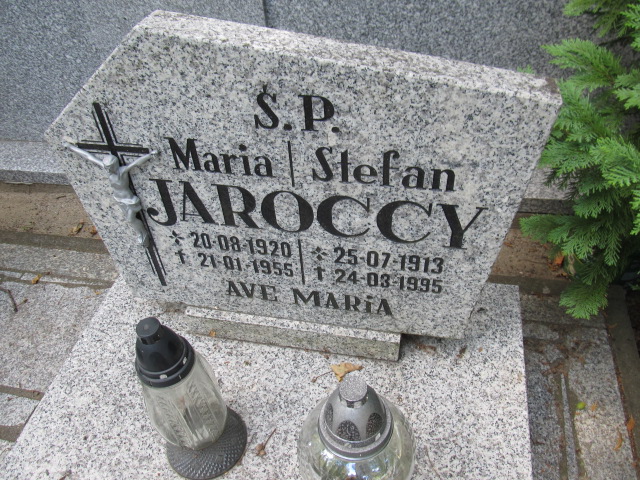 Ś.P.
Maria | Stefan
JAROCCY
* 20-08-1920 | * 25-07-1913
† 21-01-1955 | † 24-03-1995
AVE MARiA